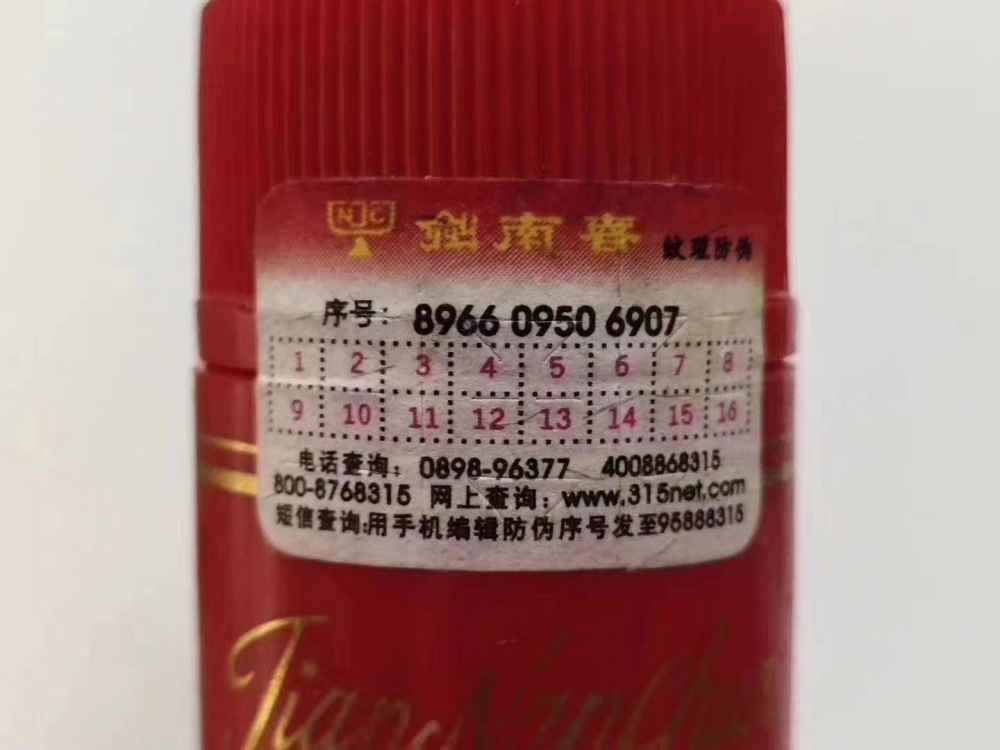 NJC 剑南春 纹理防伪
序号: 8966 0950 6907
1 2 3 4 5 6 7 8
9 10 11 12 13 14 15 16
电话查询: 0898-96377 4008868315
800-8768315 网上查询: www.315net.com
短信查询:用手机编辑防伪序号发至95888315